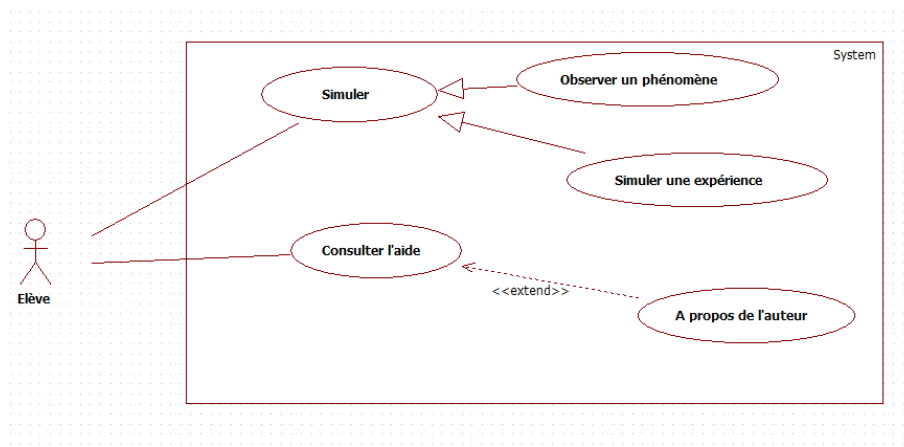 System
Observer un phénomène
Simuler
Simuler une expérience
Consulter l'aide
<<extend>>
Elève
A propos de l'auteur